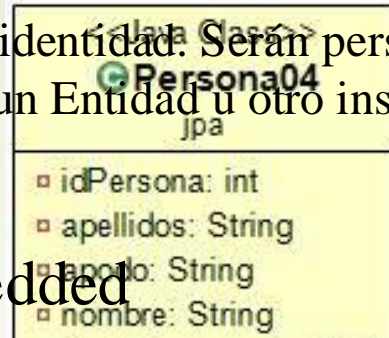 <<Java Class>>
identidad. Serán pers
Persona04
un Entidad u otro ins
jpa
idPersona: int
apellidos: String
apodo: String
edded
nombre: String